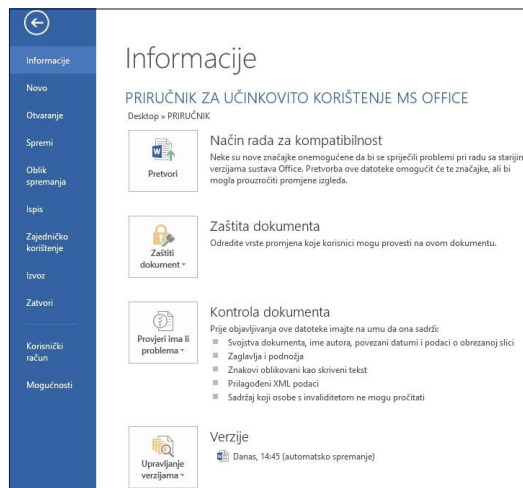 Informacije
Novo
Otvaranje
Spremi
Oblik
spremanja
Ispis
Zajedničko
korištenje
Izvoz
Zatvori
Korisnički
račun
Mogućnosti
Informacije
PRIRUČNIK ZA UČINKOVITO KORIŠTENJE MS OFFICE
Desktop » PRIRUČNIK
Pretvori
Način rada za kompatibilnost
Neke su nove značajke onemogućene da bi se spriječili problemi pri radu sa starijim
verzijama sustava Office. Pretvorba ove datoteke omogućit će te značajke, ali bi
mogla prouzročiti promjene izgleda.
Zaštiti
dokument
Zaštita dokumenta
Odredite vrste promjena koje korisnici mogu provesti na ovom dokumentu.
Provjeri ima li
problema
Kontrola dokumenta
Prije objavljivanja ove datoteke imajte na umu da ona sadrži:
Svojstva dokumenta, ime autora, povezani datumi i podaci o obrezanoj slici
Zaglavlja i podnožja
Znakovi oblikovani kao skriveni tekst
Prilagođeni XML podaci
Sadržaj koji osobe s invaliditetom ne mogu pročitati
Upravljanje
verzijama
Verzije
Danas, 14:45 (automatsko spremanje)